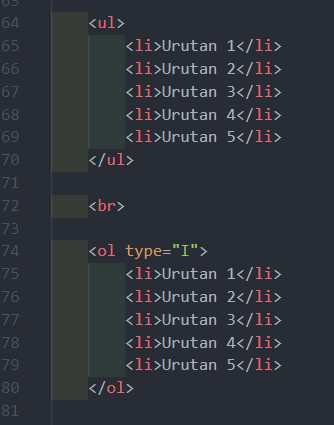 64 <ul>
65 <li>Urutan 1</li>
66 <li>Urutan 2</li>
67 <li>Urutan 3</li>
68 <li>Urutan 4</li>
69 <li>Urutan 5</li>
70 </ul>
71
72 <br>
73
74 <ol type="I">
75 <li>Urutan 1</li>
76 <li>Urutan 2</li>
77 <li>Urutan 3</li>
78 <li>Urutan 4</li>
79 <li>Urutan 5</li>
80 </ol>
81